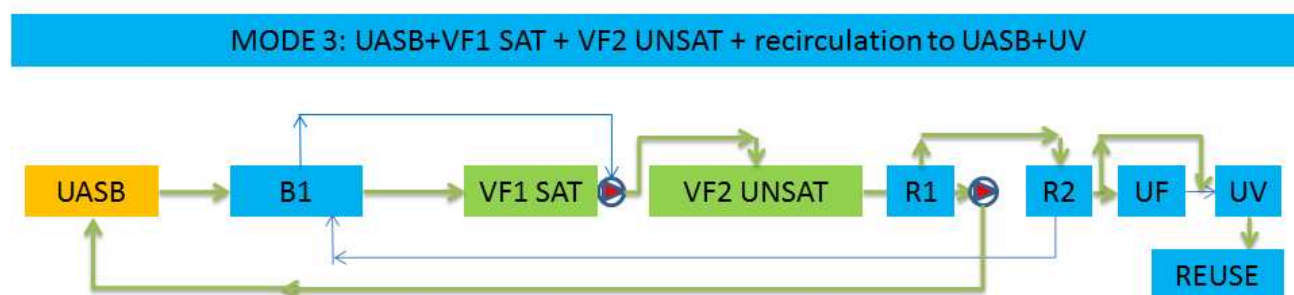 MODE 3: UASB+VF1 SAT + VF2 UNSAT + recirculation to UASB+UV
UASB
B1
VF1 SAT
VF2 UNSAT
R1
R2
UF
UV
REUSE